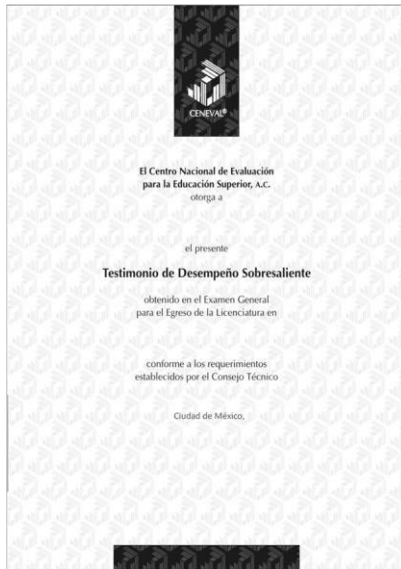 CENEVAL®
El Centro Nacional de Evaluación
para la Educación Superior, A.C.
otorga a
el presente
Testimonio de Desempeño Sobresaliente
obtenido en el Examen General
para el Egreso de la Licenciatura en
conforme a los requerimientos
establecidos por el Consejo Técnico
Ciudad de México,